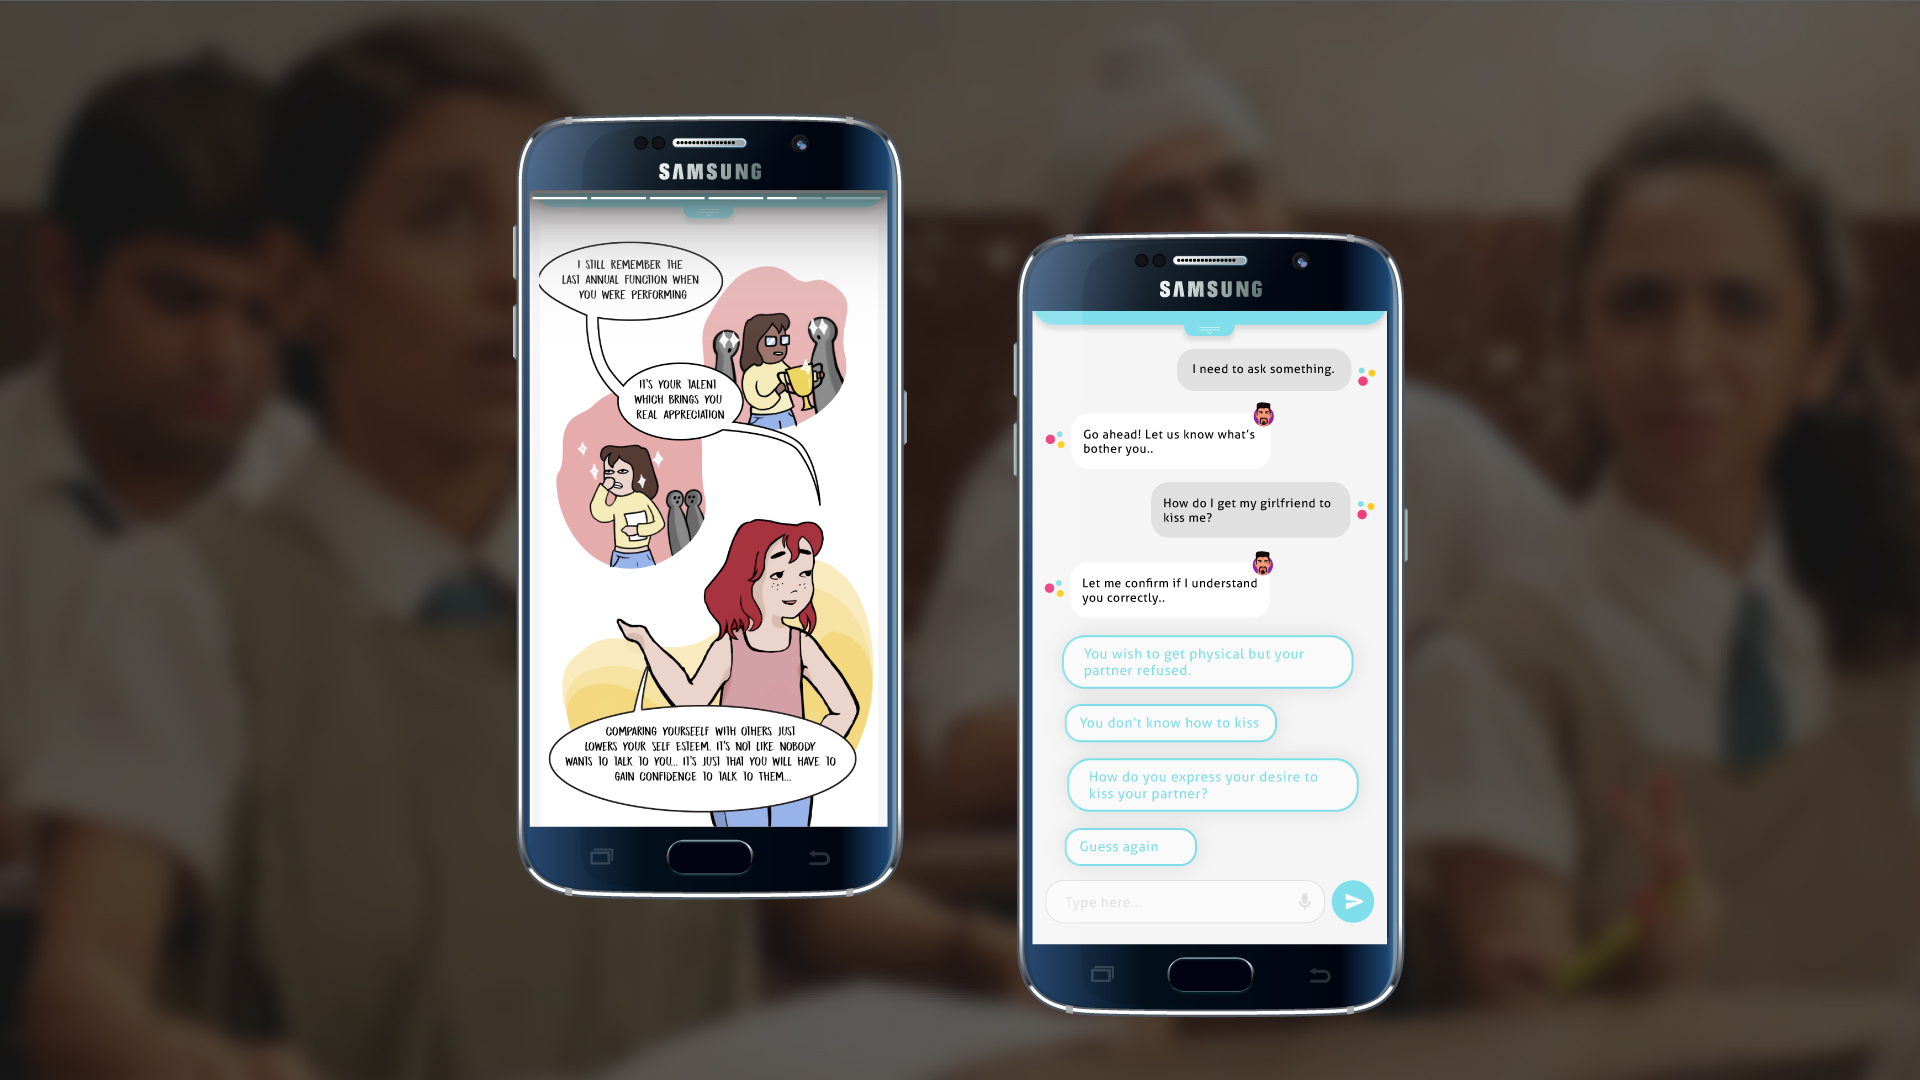 SAMSUNG
I STILL REMEMBER THE
LAST ANNUAL FUNCTION WHEN
YOU WERE PERFORMING
IT'S YOUR TALENT
WHICH BRINGS YOU
REAL APPRECIATION
COMPARING YOURSEELF WITH OTHERS JUST
LOWERS YOUR SELF ESTEEM. IT'S NOT LIKE NOBODY
WANTS TO TALK TO YOU... IT'S JUST THAT YOU WILL HAVE TO
GAIN CONFIDENCE TO TALK TO THEM...
SAMSUNG
I need to ask something.
Go ahead! Let us know what's
bother you..
How do I get my girlfriend to
kiss me?
Let me confirm if I understand
you correctly..
You wish to get physical but your
partner refused.
You don't know how to kiss
How do you express your desire to
kiss your partner?
Guess again
Type here...